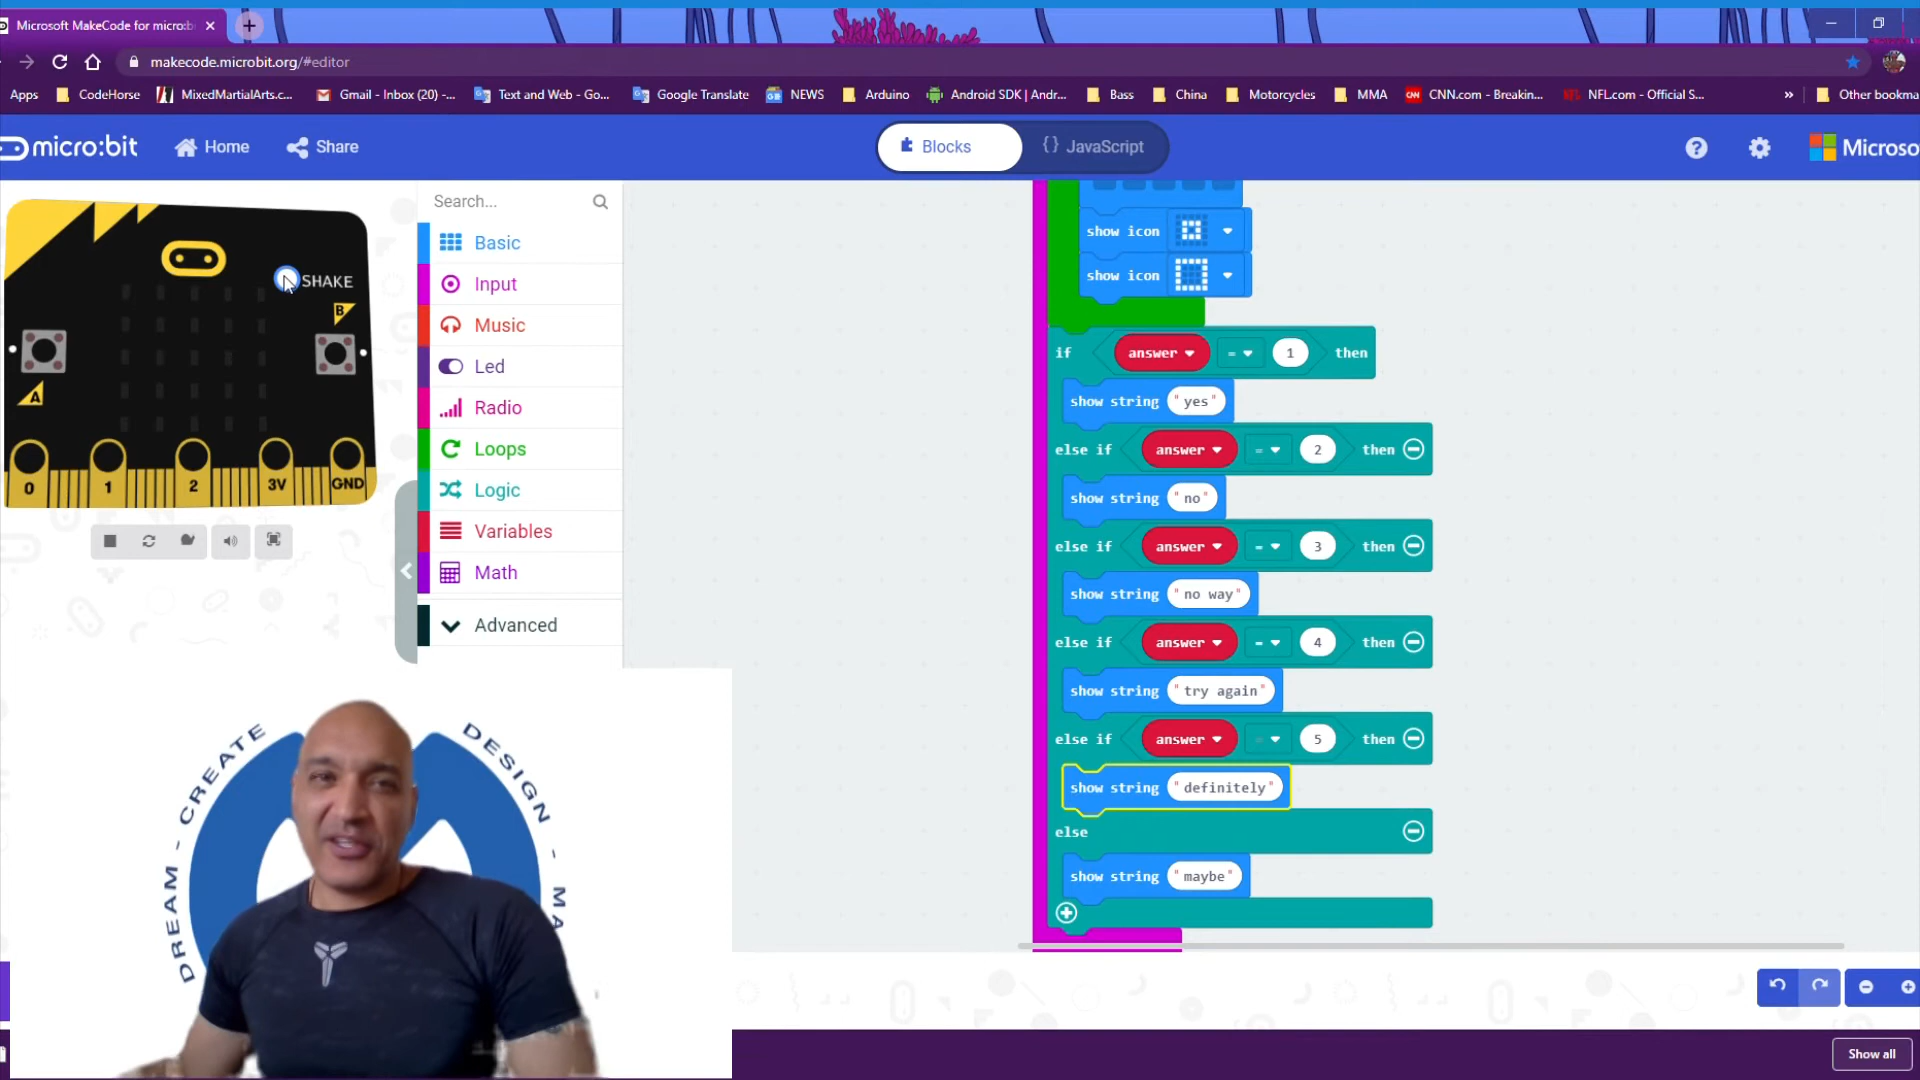 Microsoft MakeCode for micro:b
makecode.microbit.org/#editor
Apps
CodeHorse
MixedMartialArts.c...
Gmail - Inbox (20) -...
Text and Web - Go...
Google Translate
NEWS
Arduino
Android SDK | Andr...
Bass
China
Motorcycles
MMA
CNN
CNN.com - Breakin...
NFL.com - Official S...
»
Other bookma
micro:bit
Home
Share
Blocks
{} JavaScript
?
Microso
Search...
Basic
Input
Music
Led
Radio
Loops
Logic
Variables
Math
Advanced
SHAKE
B
A
0
1
2
3V
GND
show icon
show icon
if answer = 1 then
show string "yes"
else if answer = 2 then
show string "no"
else if answer = 3 then
show string "no way"
else if answer = 4 then
show string "try again"
else if answer = 5 then
show string "definitely"
else
show string "maybe"
DREAM - CREATE
DESIGN - MA
Show all